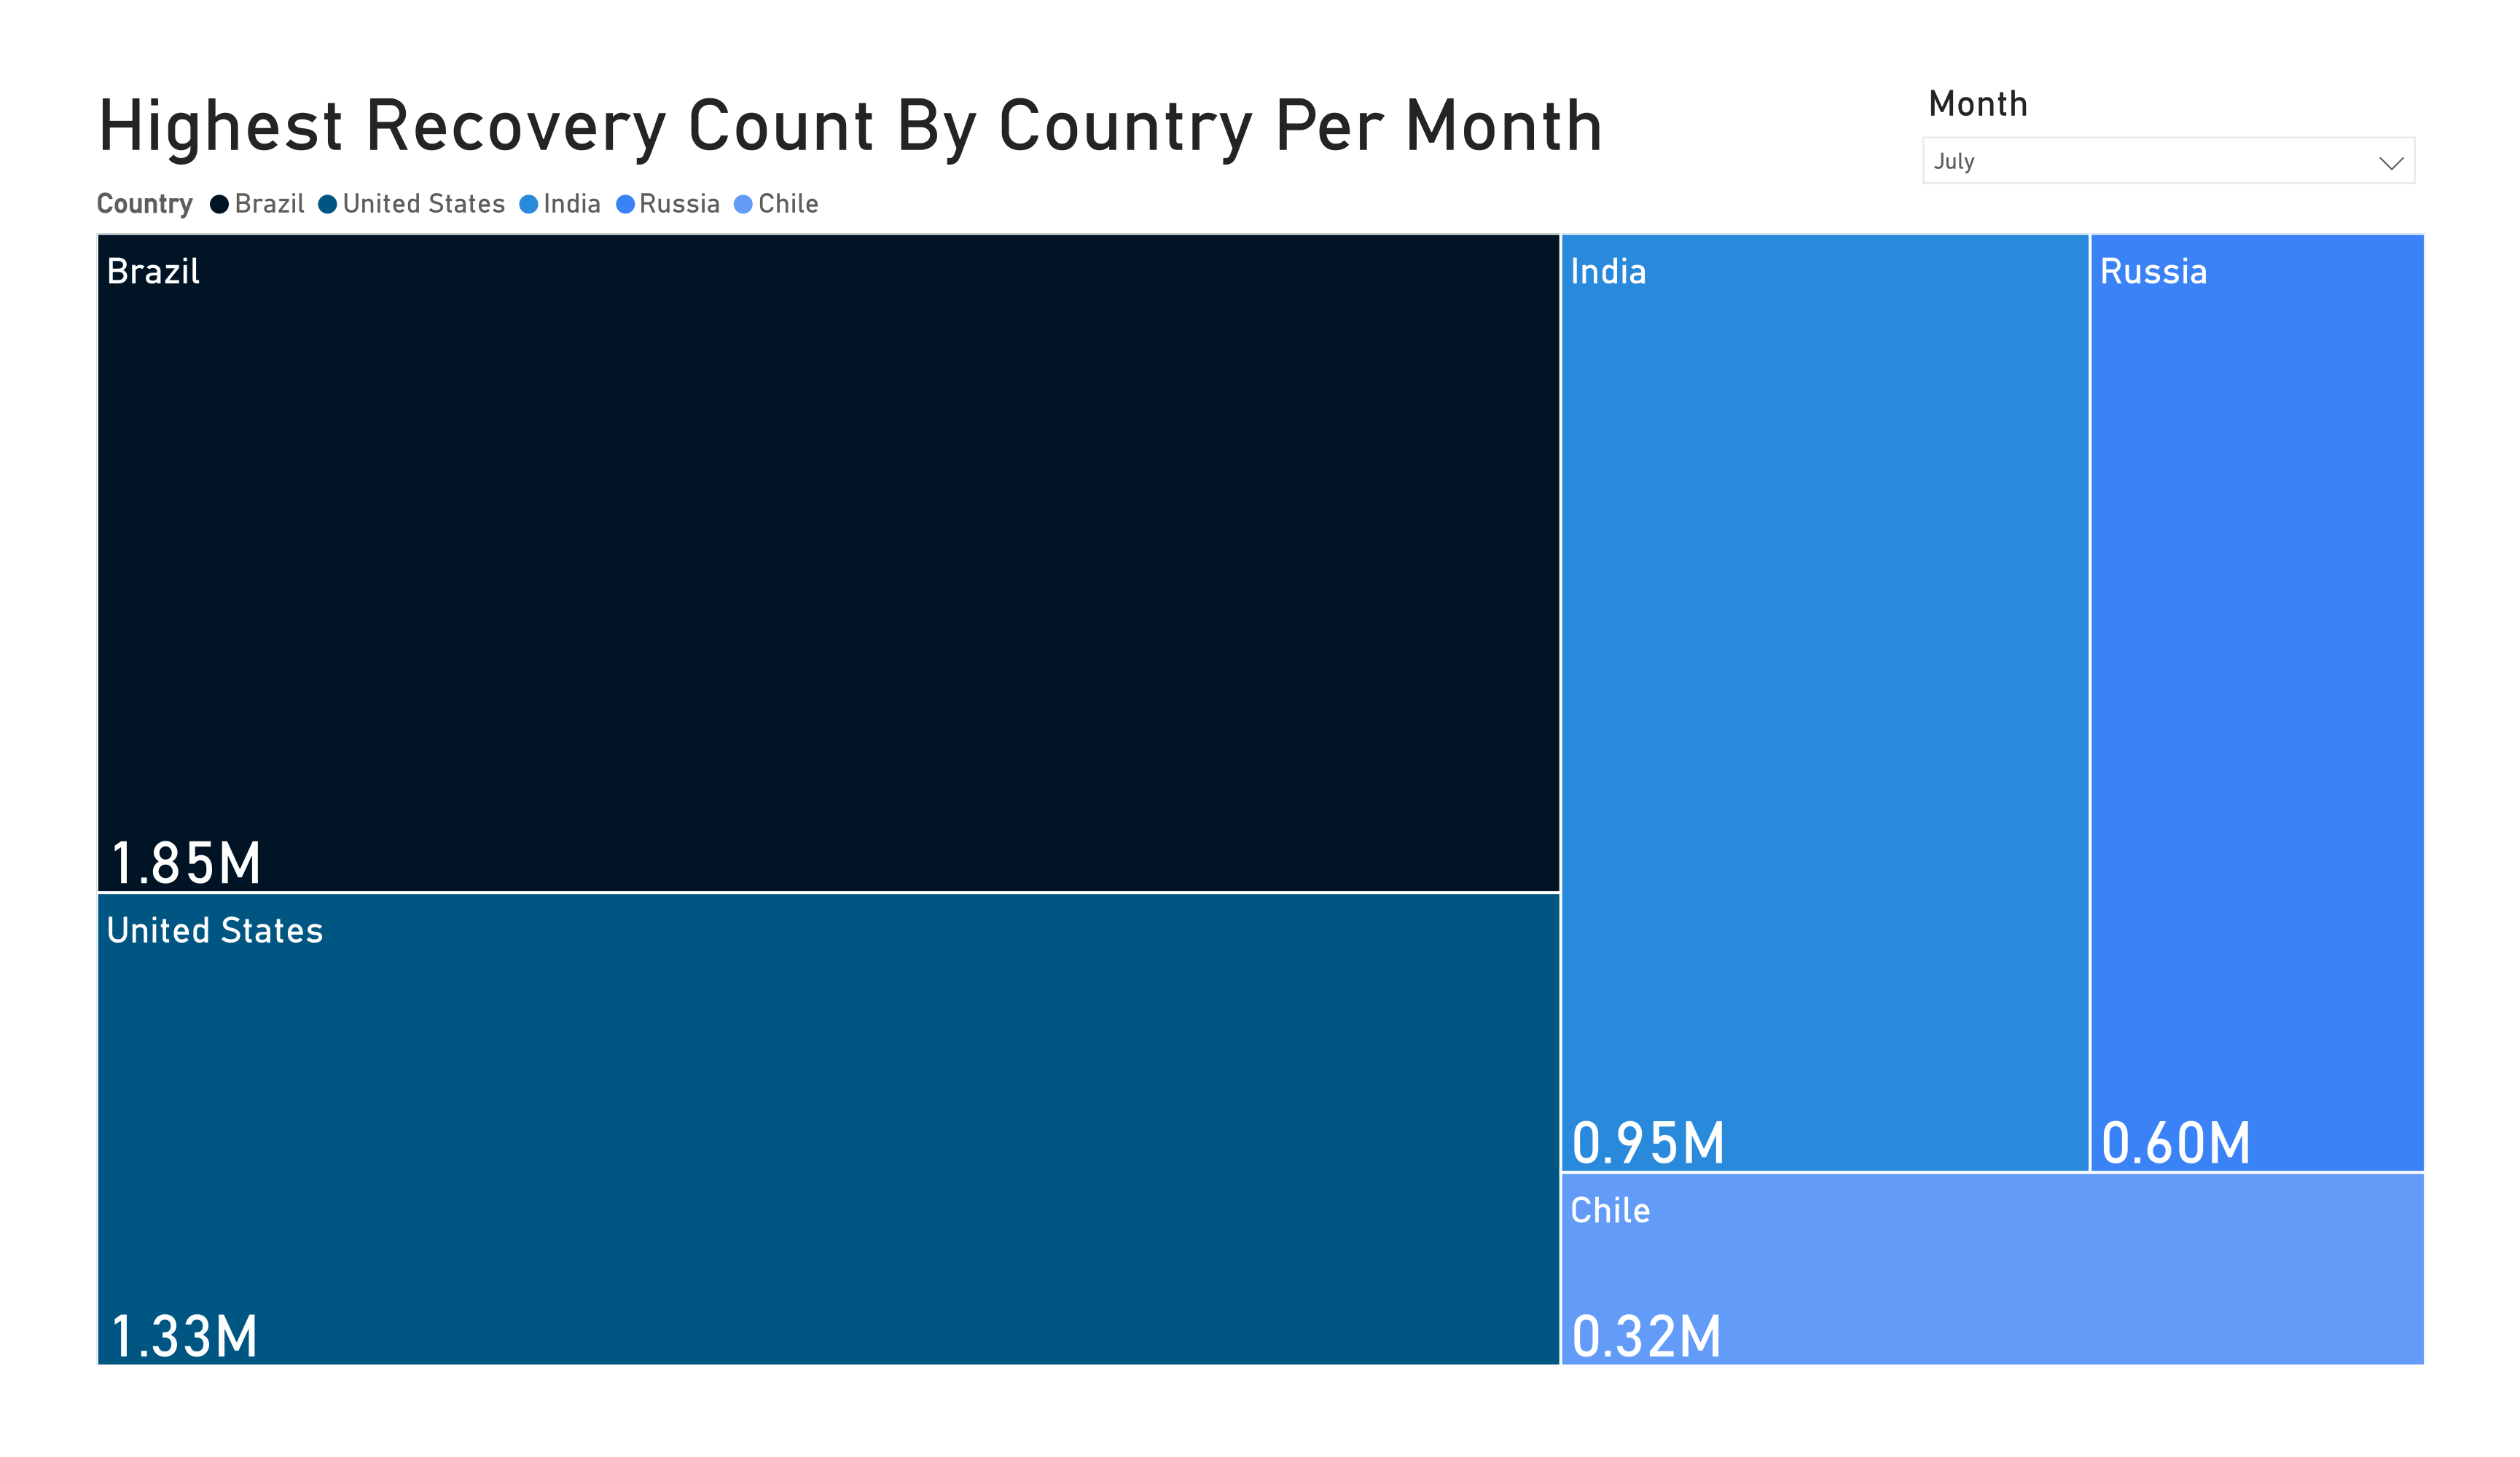 Highest Recovery Count By Country Per Month
Month
July
Country Brazil United States India Russia Chile
Brazil
1.85M
United States
1.33M
India
0.95M
Russia
0.60M
Chile
0.32M